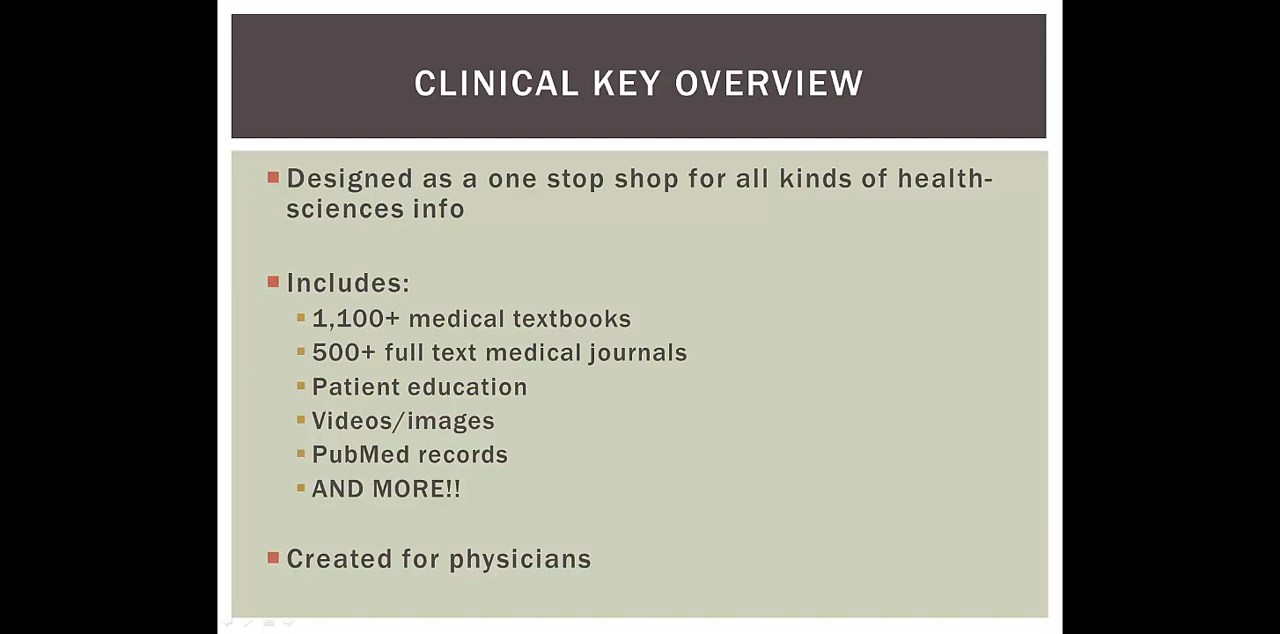 CLINICAL KEY OVERVIEW
Designed as a one stop shop for all kinds of health-
sciences info
Includes:
1,100+ medical textbooks
500+ full text medical journals
Patient education
Videos/images
PubMed records
AND MORE!!
Created for physicians